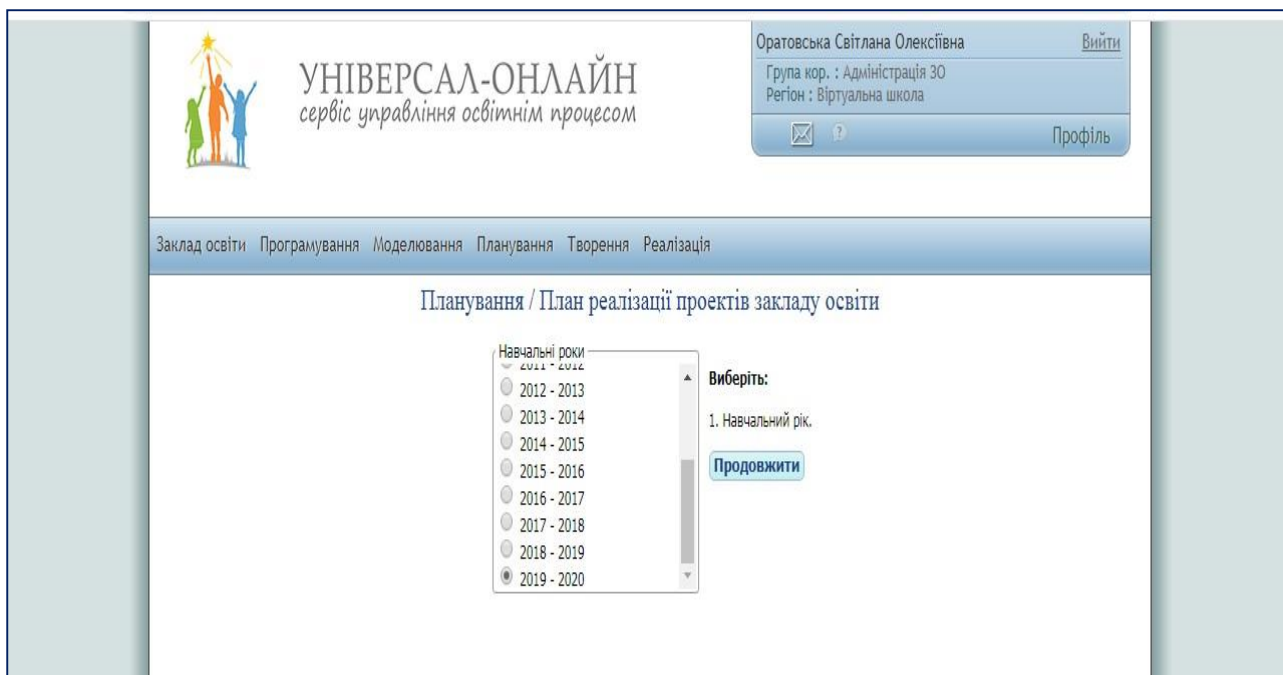 УНІВЕРСАЛ-ОНЛАЙН
сервіс управління освітнім процесом
Оратовська Світлана Олексіївна Вийти
Група кор. : Адміністрація ЗО
Регіон : Віртуальна школа
Профіль
Заклад освіти Програмування Моделювання Планування Творення Реалізація
Планування / План реалізації проектів закладу освіти
Навчальні роки
2011 - 2012
2012 - 2013
2013 - 2014
2014 - 2015
2015 - 2016
2016 - 2017
2017 - 2018
2018 - 2019
2019 - 2020
Виберіть:
1. Навчальний рік.
Продовжити